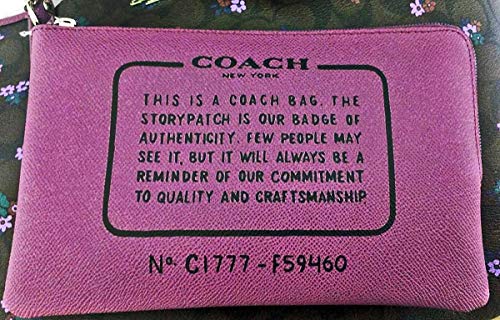 COACH
NEW YORK
THIS IS A COACH BAG. THE
STORYPATCH IS OUR BADGE OF
AUTHENTICITY. FEW PEOPLE MAY
SEE IT, BUT IT WILL ALWAYS BE A
REMINDER OF OUR COMMITMENT
TO QUALITY AND CRAFTSMANSHIP
No C1777-F59460